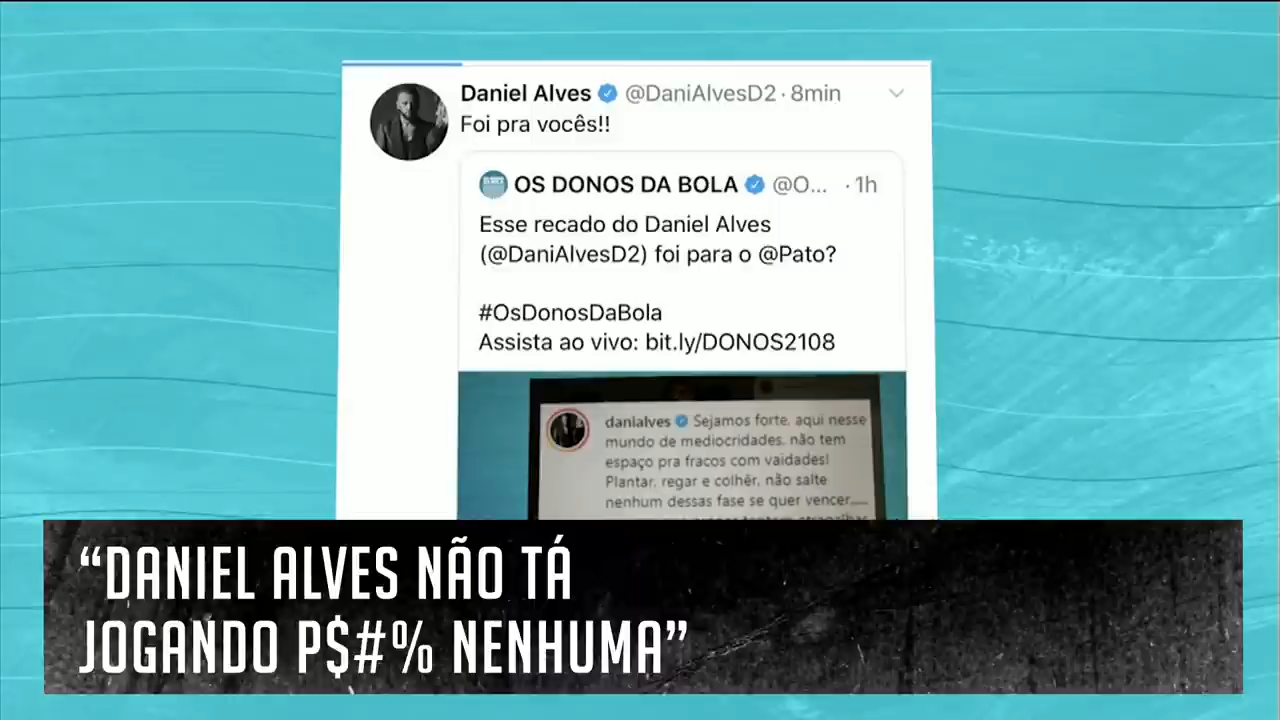 Daniel Alves @DaniAlvesD2 · 8min
Foi pra vocês!!
OS DONOS DA BOLA @O... · 1h
Esse recado do Daniel Alves
(@DaniAlvesD2) foi para o @Pato?
#OsDonosDaBola
Assista ao vivo: bit.ly/DONOS2108
danialves Sejamos forte, aqui nesse
mundo de mediocridades, não tem
espaço pra fracos com vaidades!
Plantar, regar e colhêr, não salte
nenhum dessas fase se quer vencer.....
“DANIEL ALVES NÃO TÁ
JOGANDO P$#% NENHUMA”